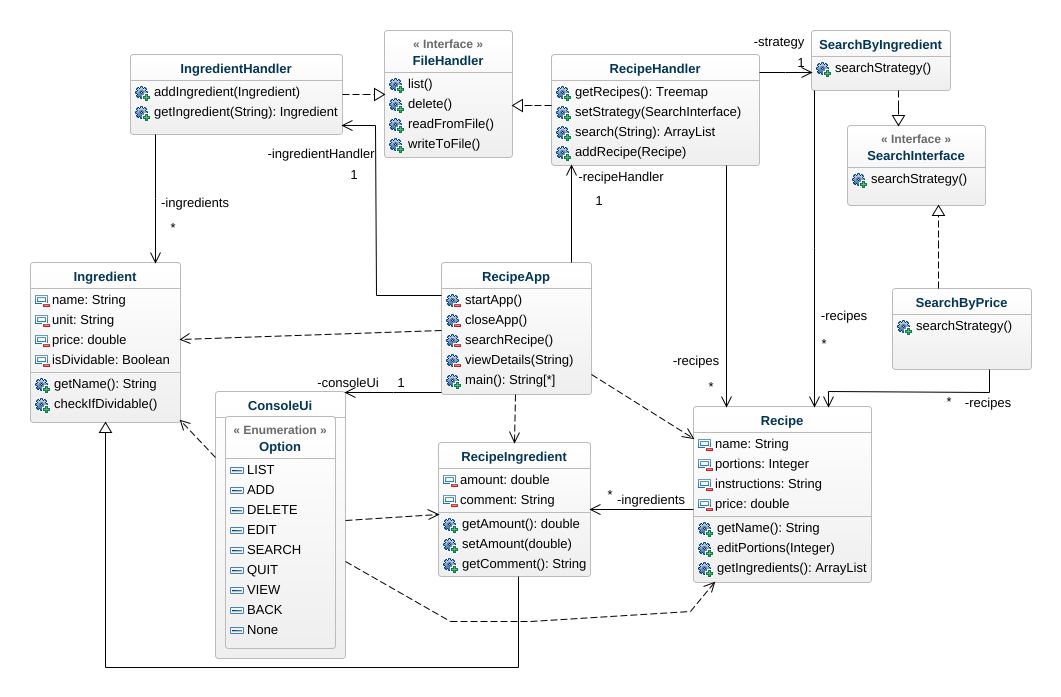 IngredientHandler
addIngredient(Ingredient)
getIngredient(String): Ingredient
« Interface »
FileHandler
list()
delete()
readFromFile()
writeToFile()
RecipeHandler
getRecipes(): Treemap
setStrategy(SearchInterface)
search(String): ArrayList
addRecipe(Recipe)
-strategy
1
SearchByIngredient
searchStrategy()
« Interface »
SearchInterface
searchStrategy()
-ingredientHandler
1
-recipeHandler
1
-ingredients
*
Ingredient
name: String
unit: String
price: double
isDividable: Boolean
getName(): String
checkIfDividable()
RecipeApp
startApp()
closeApp()
searchRecipe()
viewDetails(String)
main(): String[*]
SearchByPrice
searchStrategy()
-recipes
*
-recipes
*
* -recipes
-consoleUi 1
ConsoleUi
« Enumeration »
Option
LIST
ADD
DELETE
EDIT
SEARCH
QUIT
VIEW
BACK
None
RecipeIngredient
amount: double
comment: String
getAmount(): double
setAmount(double)
getComment(): String
* -ingredients
Recipe
name: String
portions: Integer
instructions: String
price: double
getName(): String
editPortions(Integer)
getIngredients(): ArrayList